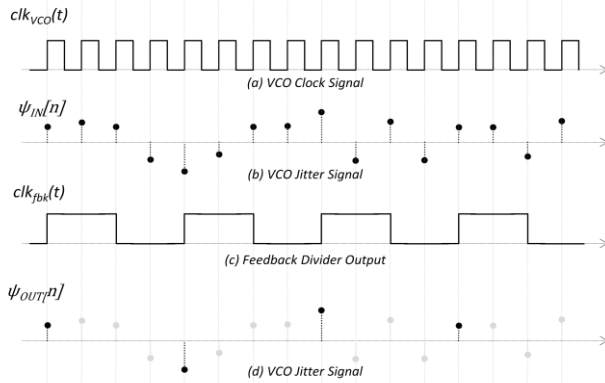 clk_VCO(t)
(a) VCO Clock Signal
ψ_IN[n]
(b) VCO Jitter Signal
clk_fbk(t)
(c) Feedback Divider Output
ψ_OUT[n]
(d) VCO Jitter Signal